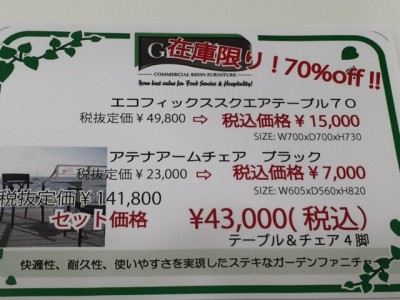 G
在庫限り！70%off!!
COMMERCIAL RESIN FURNITURE
Your best value for Food Service & Hospitality!
エコフィックススクエアテーブル７０
税抜定価￥49,800 ⇨ 税込価格￥15,000
SIZE: W700xD700xH730
アテナアームチェア ブラック
税抜定価￥23,000 ⇨ 税込価格￥7,000
SIZE: W605xD560xH820
税抜定価￥141,800
セット価格 ￥43,000(税込)
テーブル＆チェア４脚
快適性、耐久性、使いやすさを実現したステキなガーデンファニチャー